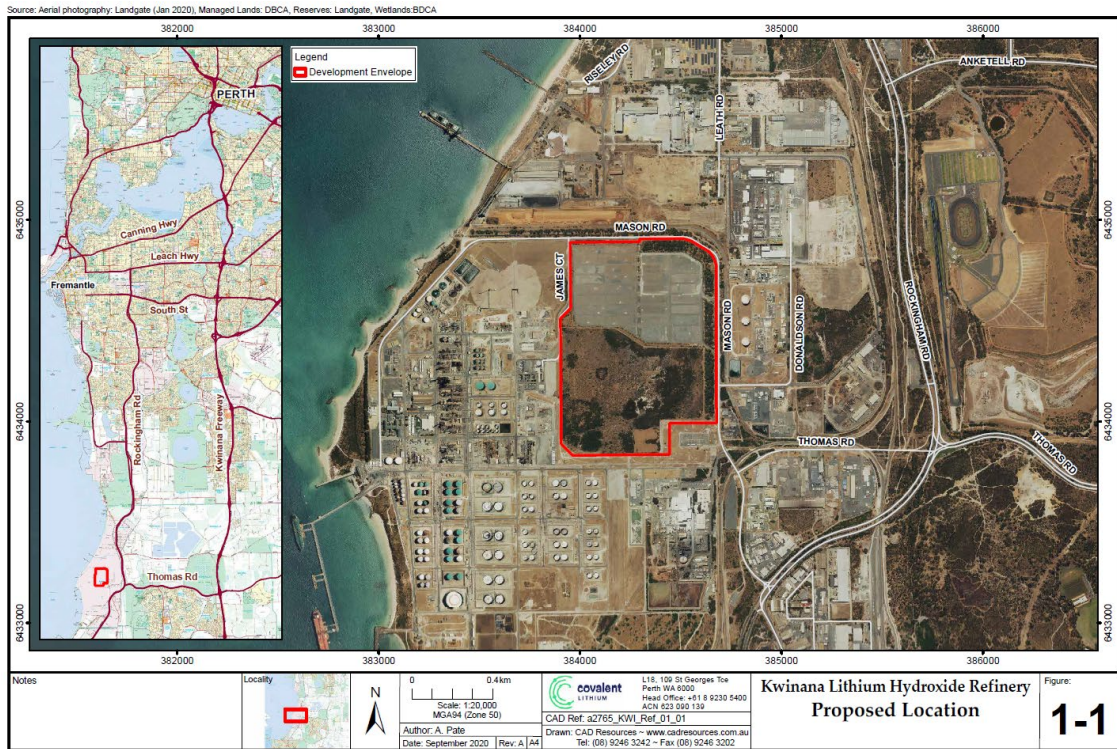 Source: Aerial photography: Landgate (Jan 2020), Managed Lands: DBCA, Reserves: Landgate, Wetlands:BDCA
382000
383000
384000
385000
386000
Legend
Development Envelope
PERTH
Canning Hwy
Leach Hwy
Fremantle
South St
Rockingham Rd
Kwinana Freeway
Thomas Rd
RISELEY RD
LEATH RD
ANKETELL RD
MASON RD
JAMES CT
MASON RD
DONALDSON RD
ROCKINGHAM RD
THOMAS RD
THOMAS RD
6435000
6434000
6433000
6435000
6434000
6433000
382000
383000
384000
385000
386000
Notes
Locality
N
0 0.4km
Scale: 1:20,000
MGA94 (Zone 50)
Author: A. Pate
Date: September 2020
Rev: A
A4
covalent
LITHIUM
L18, 109 St Georges Tce
Perth WA 6000
Head Office: +61 8 9230 5400
ACN 623 090 139
CAD Ref: a2765_KWI_Ref_01_01
Drawn: CAD Resources ~ www.cadresources.com.au
Tel: (08) 9246 3242 ~ Fax (08) 9246 3202
Kwinana Lithium Hydroxide Refinery
Proposed Location
Figure:
1-1